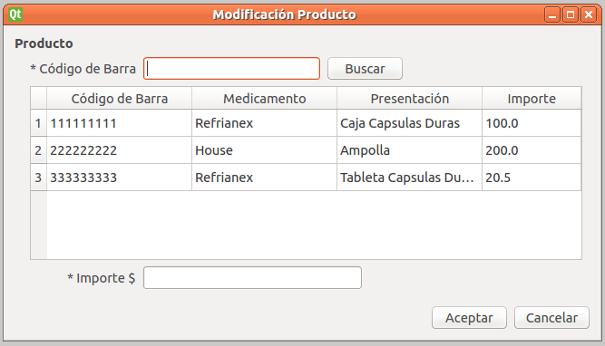 Qt Modificación Producto
Producto
* Código de Barra Buscar
Código de Barra Medicamento Presentación Importe
1 111111111 Refrianex Caja Capsulas Duras 100.0
2 222222222 House Ampolla 200.0
3 333333333 Refrianex Tableta Capsulas Du... 20.5
* Importe $
Aceptar Cancelar